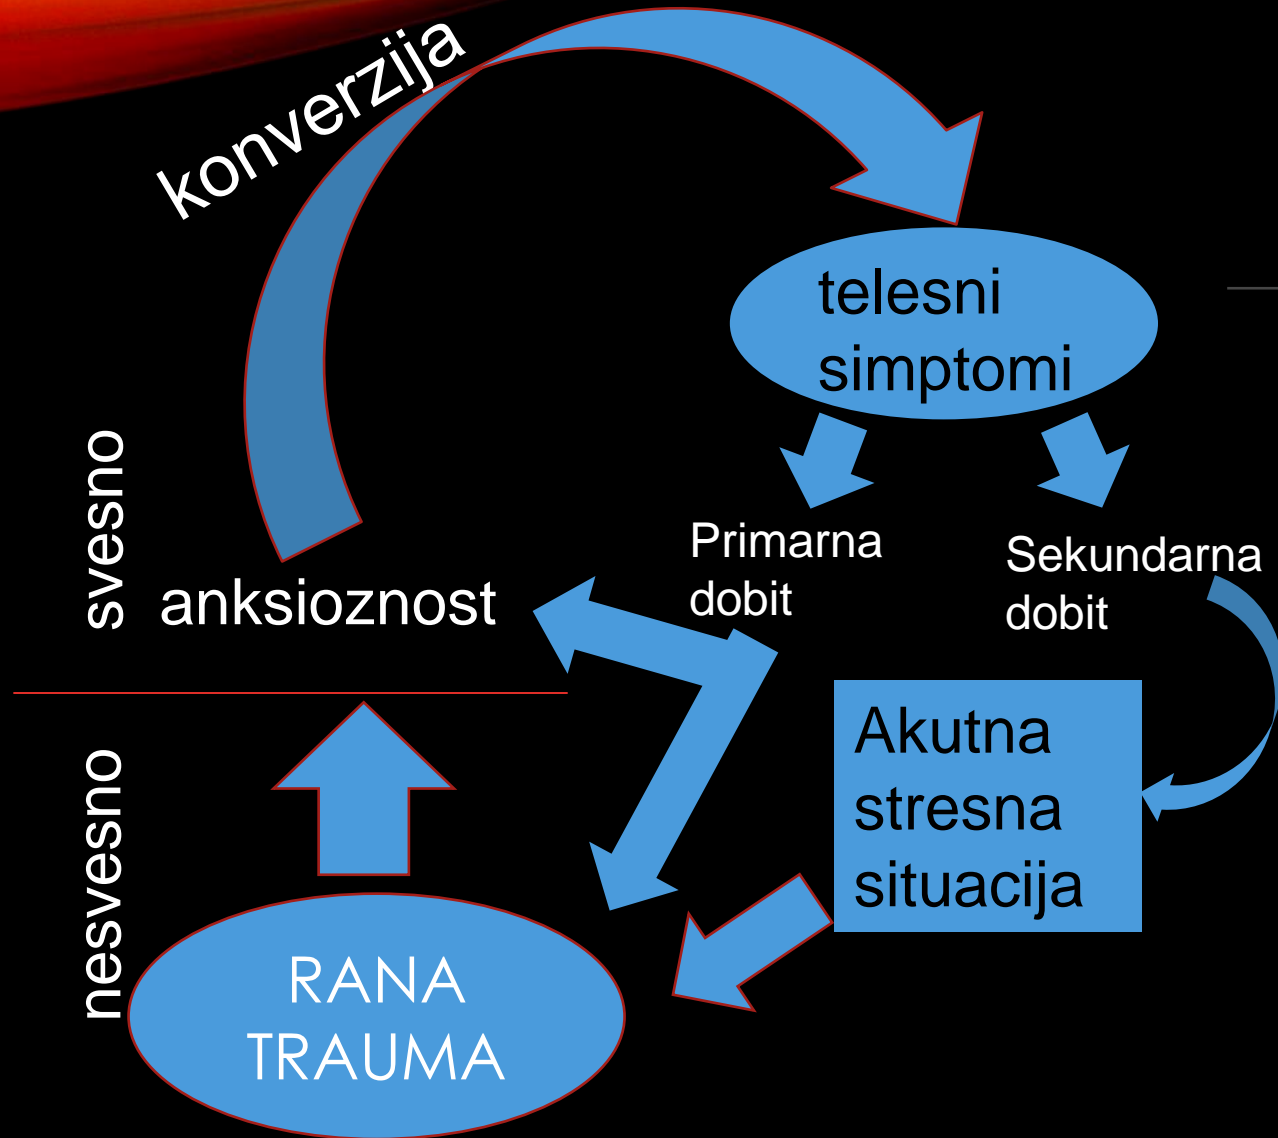 konverzija
telesni
simptomi
svesno
Primarna
dobit
Sekundarna
dobit
anksioznost
Akutna
stresna
situacija
nesvesno
RANA
TRAUMA